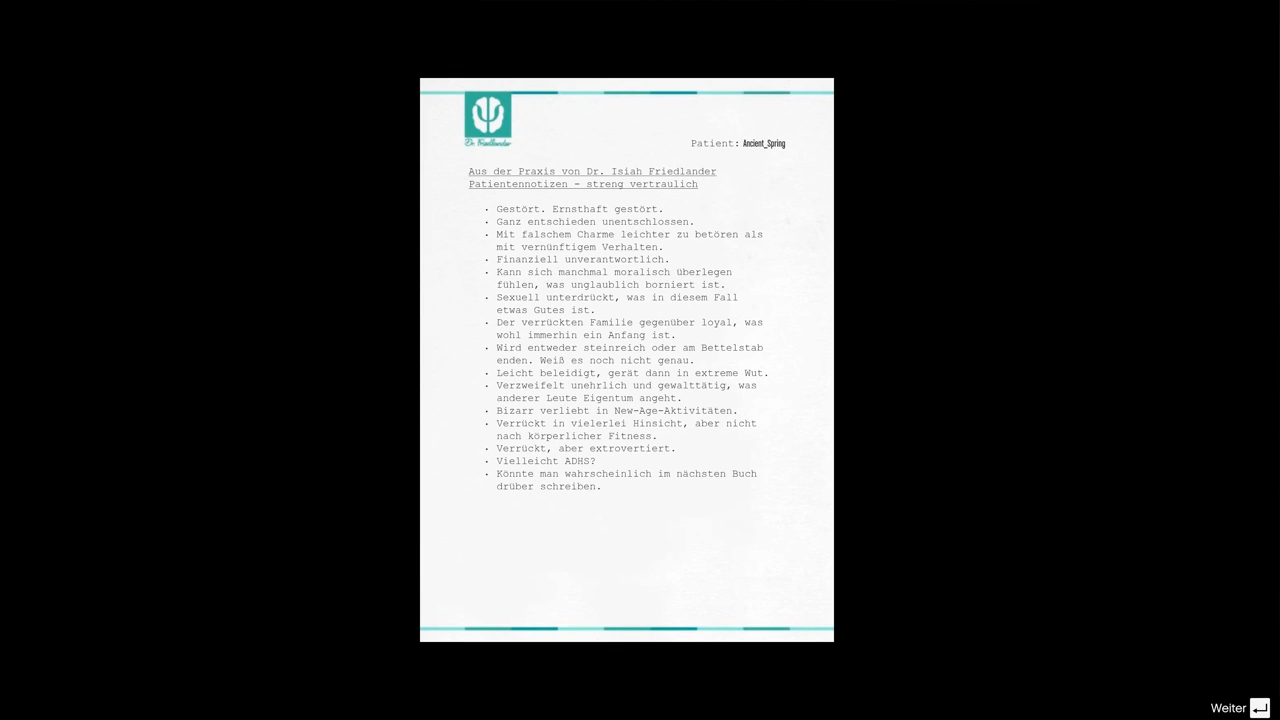 Dr. Friedlander
Patient: Ancient_Spring
Aus der Praxis von Dr. Isiah Friedlander
Patientennotizen - streng vertraulich
· Gestört. Ernsthaft gestört.
· Ganz entschieden unentschlossen.
· Mit falschem Charme leichter zu betören als
mit vernünftigem Verhalten.
· Finanziell unverantwortlich.
· Kann sich manchmal moralisch überlegen
fühlen, was unglaublich borniert ist.
· Sexuell unterdrückt, was in diesem Fall
etwas Gutes ist.
· Der verrückten Familie gegenüber loyal, was
wohl immerhin ein Anfang ist.
· Wird entweder steinreich oder am Bettelstab
enden. Weiß es noch nicht genau.
· Leicht beleidigt, gerät dann in extreme Wut.
· Verzweifelt unehrlich und gewalttätig, was
anderer Leute Eigentum angeht.
· Bizarr verliebt in New-Age-Aktivitäten.
· Verrückt in vielerlei Hinsicht, aber nicht
nach körperlicher Fitness.
· Verrückt, aber extrovertiert.
· Vielleicht ADHS?
· Könnte man wahrscheinlich im nächsten Buch
drüber schreiben.
Weiter